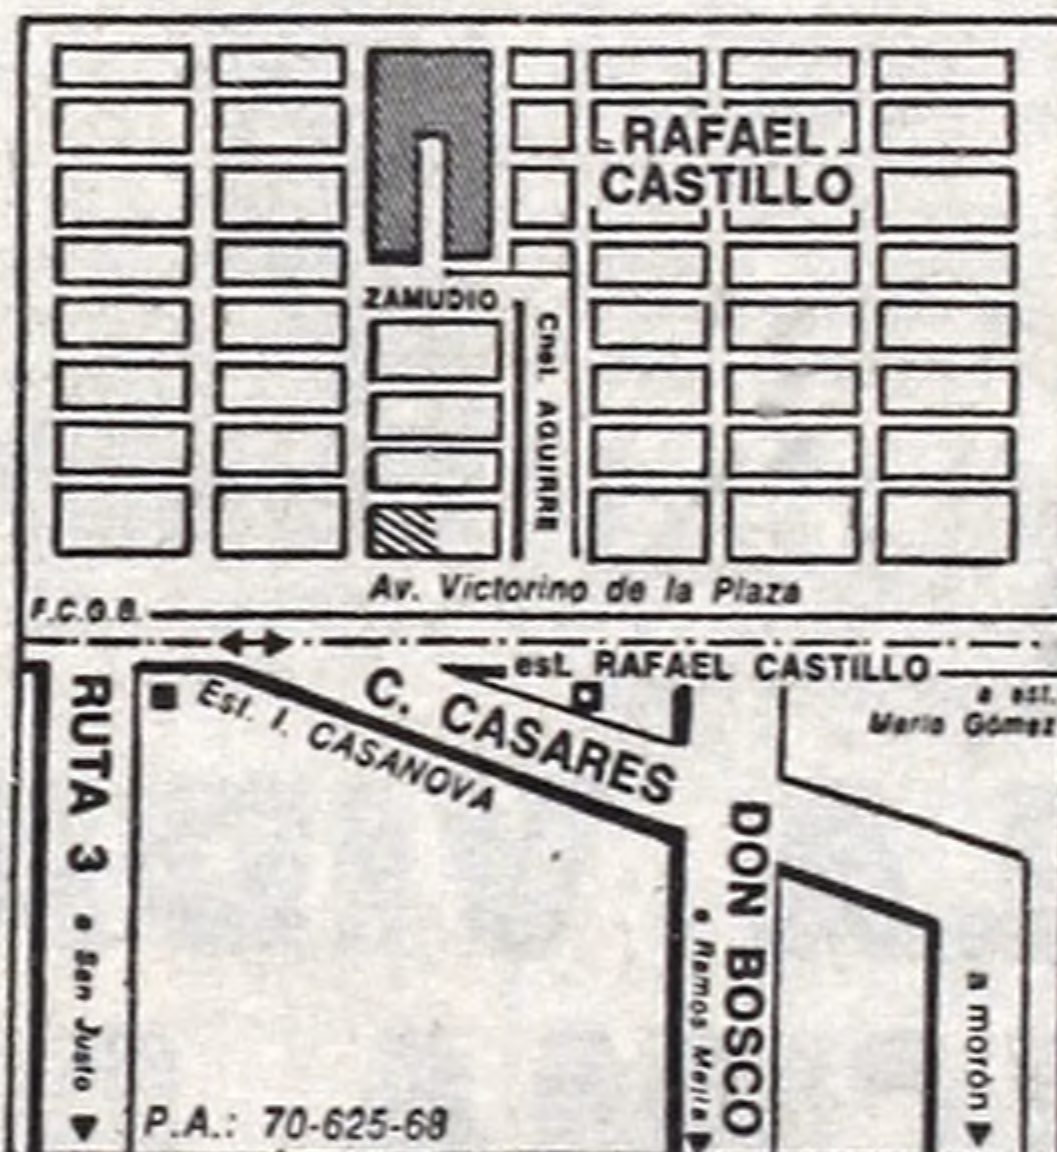 RAFAEL
CASTILLO
ZAMUDIO
Cnel. AGUIRRE
Av. Victorino de la Plaza
F.C.G.B.
est. RAFAEL CASTILLO
a est.
Mario Gómez
C. CASARES
Est. I. CASANOVA
RUTA 3
a San Justo
DON BOSCO
a Ramos Mejía
a morón
P.A.: 70-625-68